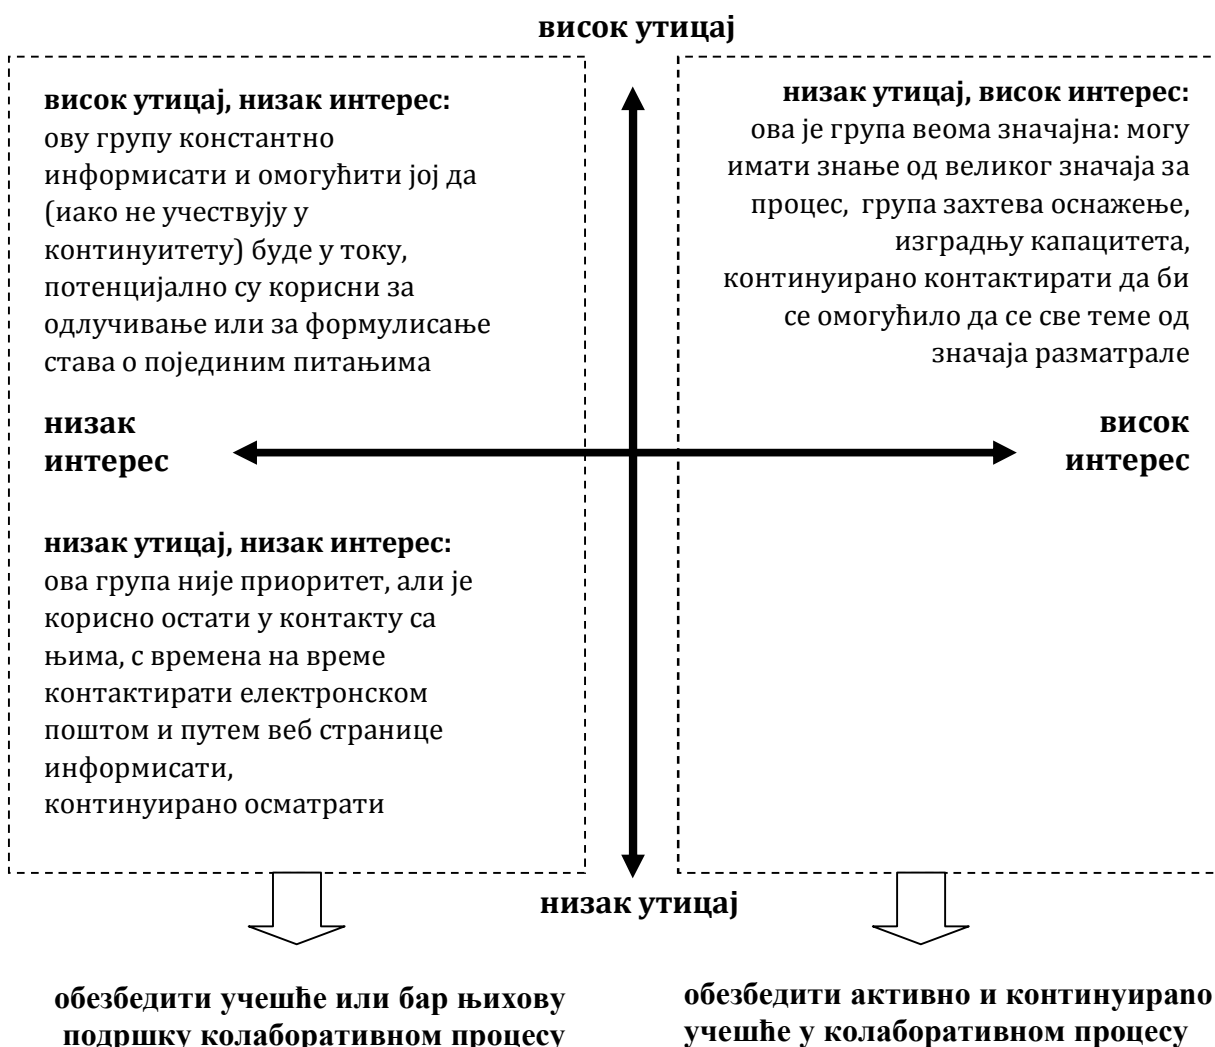 висок утицај
висок утицај, низак интерес:
ову групу константно
информисати и омогућити јој да
(иако не учествују у
континуитету) буде у току,
потенцијално су корисни за
одлучивање или за формулисање
става о појединим питањима
низак утицај, висок интерес:
ова је група веома значајна: могу
имати знање од великог значаја за
процес, група захтева оснажење,
изградњу капацитета,
континуирано контактирати да би
се омогућило да се све теме од
значаја разматрале
низак
интерес
висок
интерес
низак утицај, низак интерес:
ова група није приоритет, али је
корисно остати у контакту са
њима, с времена на време
контактирати електронском
поштом и путем веб странице
информисати,
континуирано осматрати
низак утицај
обезбедити учешће или бар њихову
подршку колаборативном процесу
обезбедити активно и континуирano
учешће у колаборативном процесу